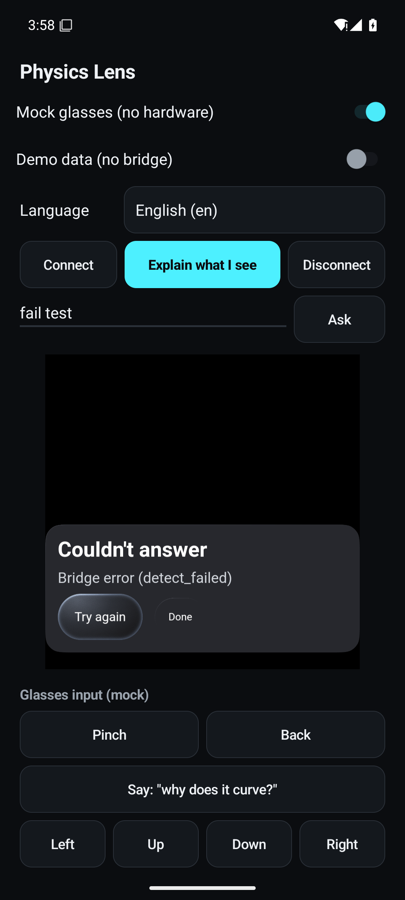 3:58
Physics Lens
Mock glasses (no hardware)
Demo data (no bridge)
Language English (en)
Connect Explain what I see Disconnect
fail test Ask
Couldn't answer
Bridge error (detect_failed)
Try again Done
Glasses input (mock)
Pinch Back
Say: "why does it curve?"
Left Up Down Right